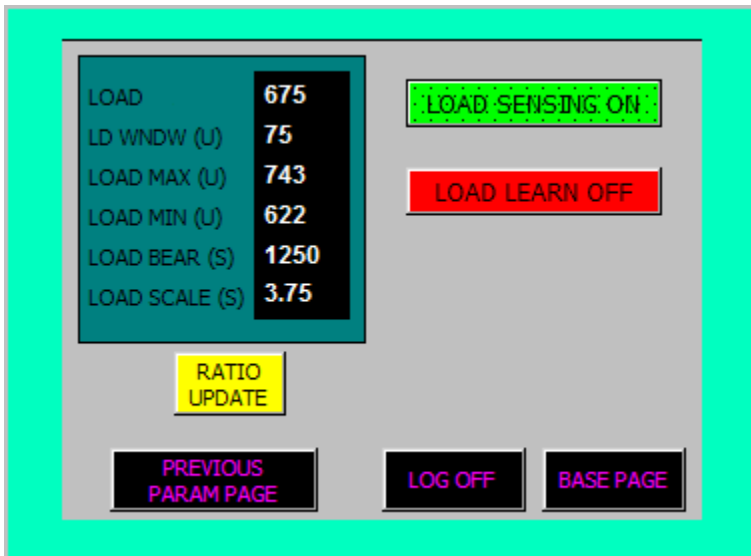 LOAD 675
LD WNDW (U) 75
LOAD MAX (U) 743
LOAD MIN (U) 622
LOAD BEAR (S) 1250
LOAD SCALE (S) 3.75
LOAD SENSING ON
LOAD LEARN OFF
RATIO
UPDATE
PREVIOUS
PARAM PAGE
LOG OFF
BASE PAGE